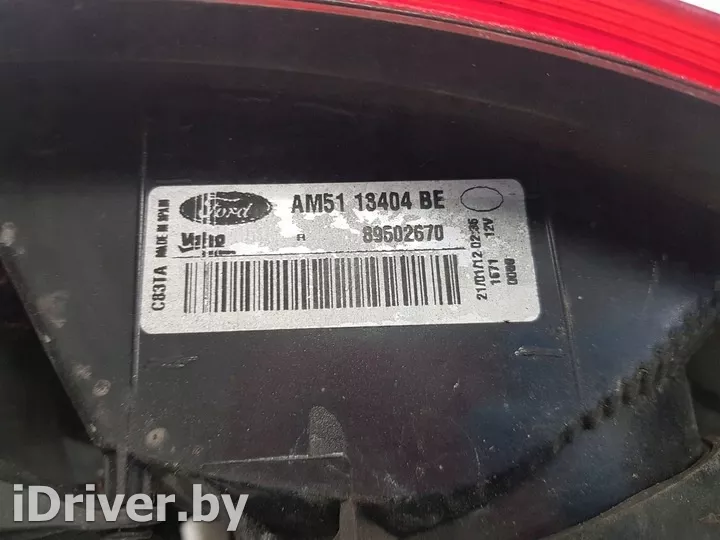 Ford
AM51 13404 BE
Valeo
R
89502670
C83TA
MADE IN SPAIN
21/01/12 02:36
12V
1671
0000
iDriver.by